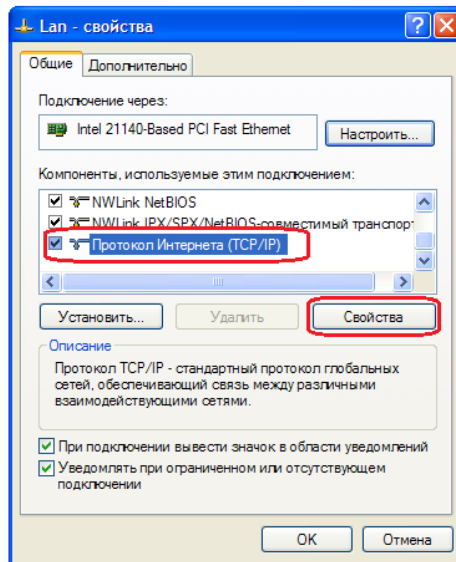 Lan - свойства
Общие
Дополнительно
Подключение через:
Intel 21140-Based PCI Fast Ethernet
Настроить...
Компоненты, используемые этим подключением:
NWLink NetBIOS
NWLink IPX/SPX/NetBIOS-совместимый транспорт
Протокол Интернета (TCP/IP)
Установить...
Удалить
Свойства
Описание
Протокол TCP/IP - стандартный протокол глобальных
сетей, обеспечивающий связь между различными
взаимодействующими сетями.
При подключении вывести значок в области уведомлений
Уведомлять при ограниченном или отсутствующем
подключении
OK
Отмена